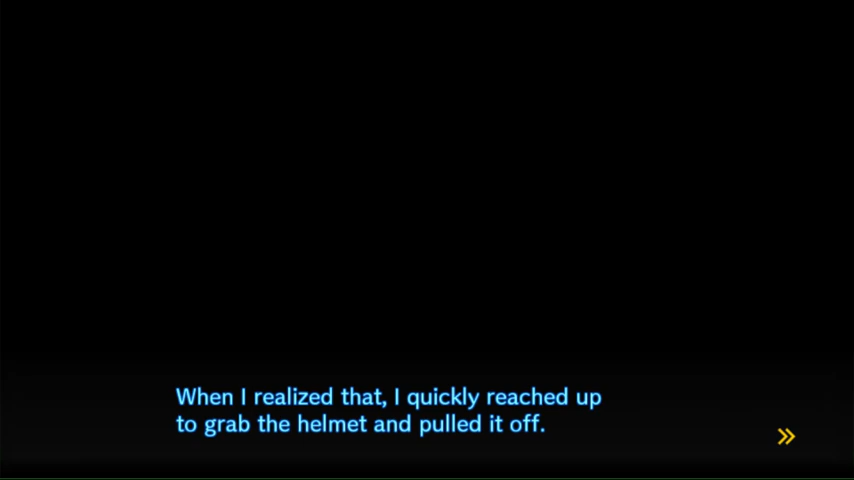 When I realized that, I quickly reached up
to grab the helmet and pulled it off.